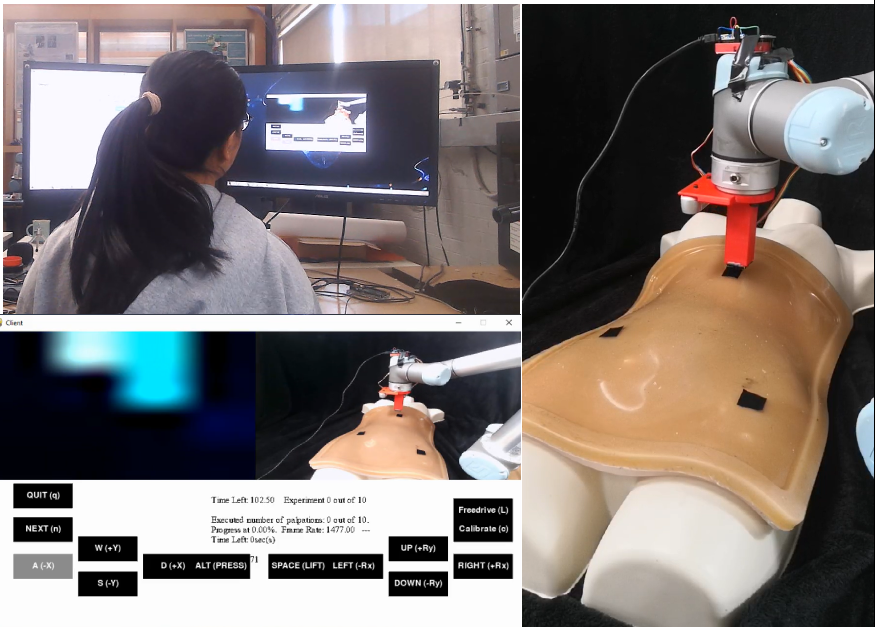 Client
QUIT (q)
NEXT (n)
A (-X)
W (+Y)
S (-Y)
D (+X)
ALT (PRESS)
Time Left: 102.50 Experiment 0 out of 10
Executed number of palpations: 0 out of 10.
Progress at 0.00%. Frame Rate: 1477.00 ---
Time Left: 0sec(s)
71
SPACE (LIFT)
LEFT (-Rx)
UP (+Ry)
DOWN (-Ry)
Freedrive (L)
Calibrate (c)
RIGHT (+Rx)